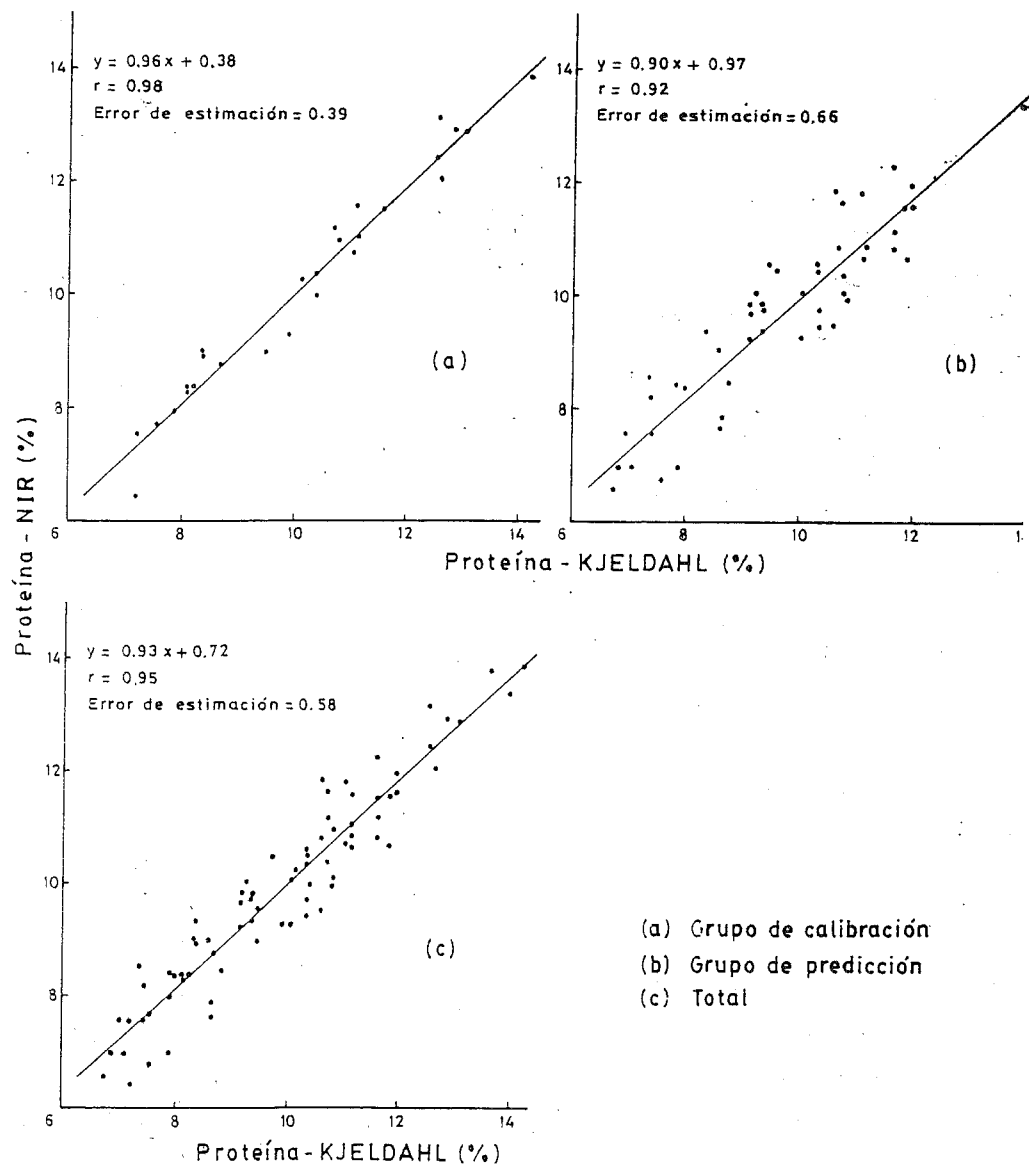 y = 0.96 x + 0.38
r = 0.98
Error de estimación = 0.39
14
12
10
8
6
8
10
12
14
(a)
y = 0.90 x + 0.97
r = 0.92
Error de estimación = 0,66
14
12
10
8
6
8
10
12
1
(b)
Proteína - KJELDAHL (%)
Proteína - NIR (%)
y = 0.93 x + 0.72
r = 0,95
Error de estimación = 0.58
14
12
10
8
6
8
10
12
14
(c)
Proteína - KJELDAHL (%)
(a) Grupo de calibración
(b) Grupo de predicción
(c) Total